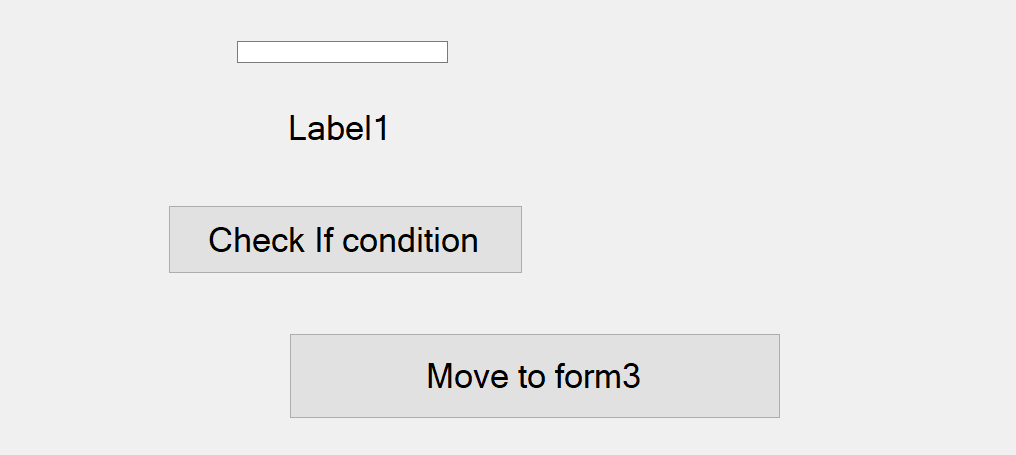 Label1
Check If condition
Move to form3